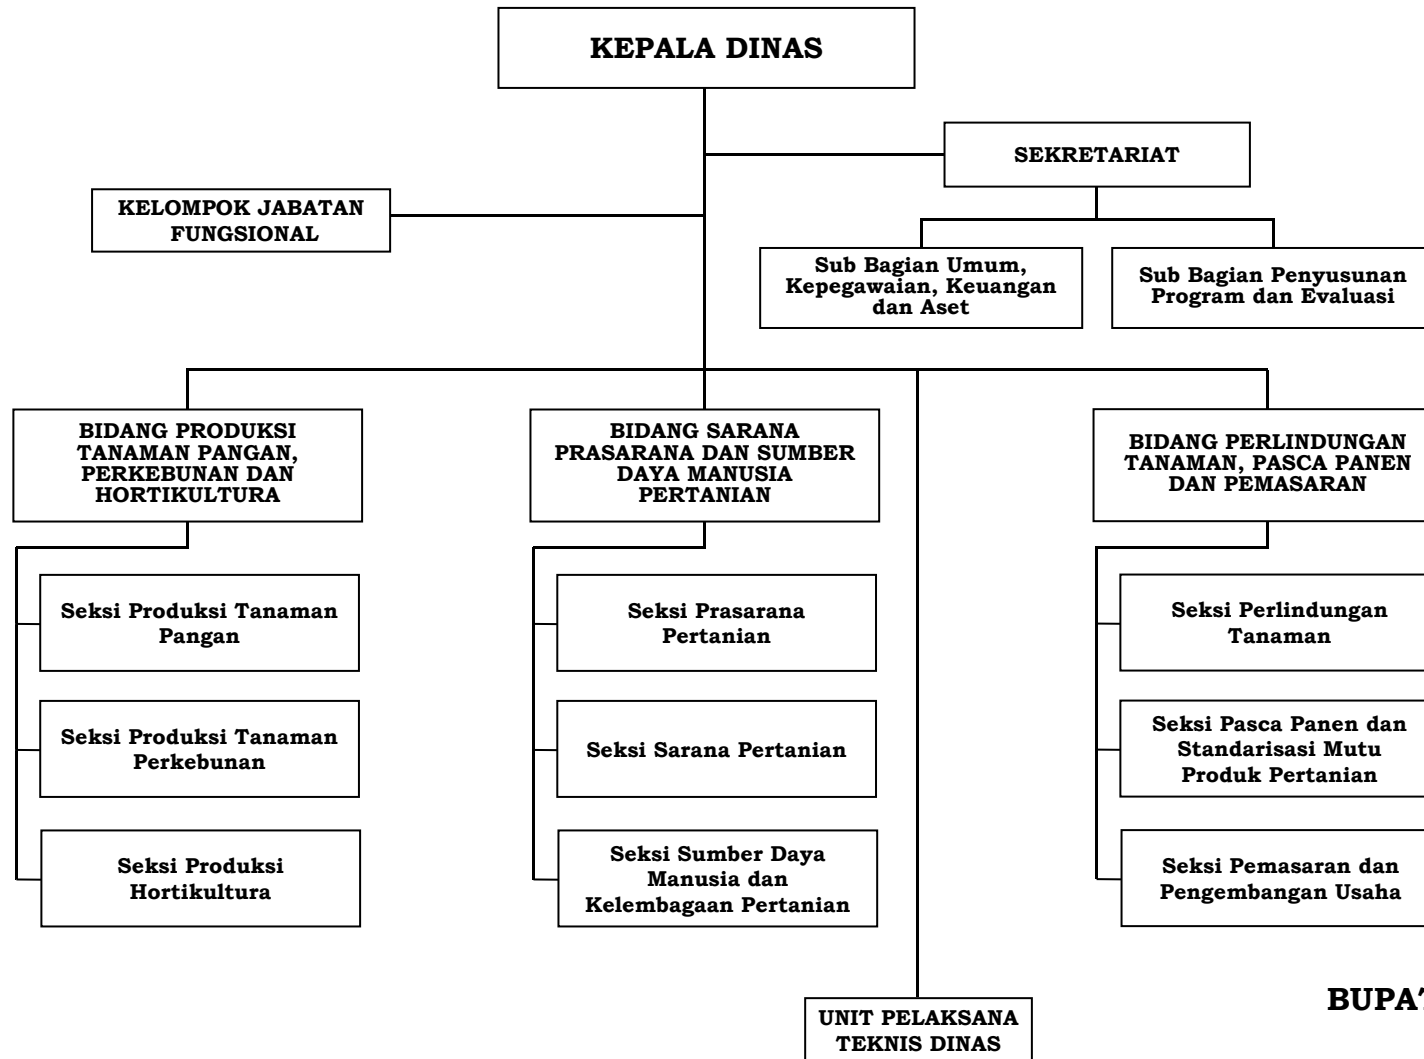 KEPALA DINAS
SEKRETARIAT
KELOMPOK JABATAN
FUNGSIONAL
Sub Bagian Umum,
Kepegawaian, Keuangan
dan Aset
Sub Bagian Penyusunan
Program dan Evaluasi
BIDANG PRODUKSI
TANAMAN PANGAN,
PERKEBUNAN DAN
HORTIKULTURA
BIDANG SARANA
PRASARANA DAN SUMBER
DAYA MANUSIA
PERTANIAN
BIDANG PERLINDUNGAN
TANAMAN, PASCA PANEN
DAN PEMASARAN
Seksi Produksi Tanaman
Pangan
Seksi Prasarana
Pertanian
Seksi Perlindungan
Tanaman
Seksi Produksi Tanaman
Perkebunan
Seksi Sarana Pertanian
Seksi Pasca Panen dan
Standarisasi Mutu
Produk Pertanian
Seksi Produksi
Hortikultura
Seksi Sumber Daya
Manusia dan
Kelembagaan Pertanian
Seksi Pemasaran dan
Pengembangan Usaha
UNIT PELAKSANA
TEKNIS DINAS